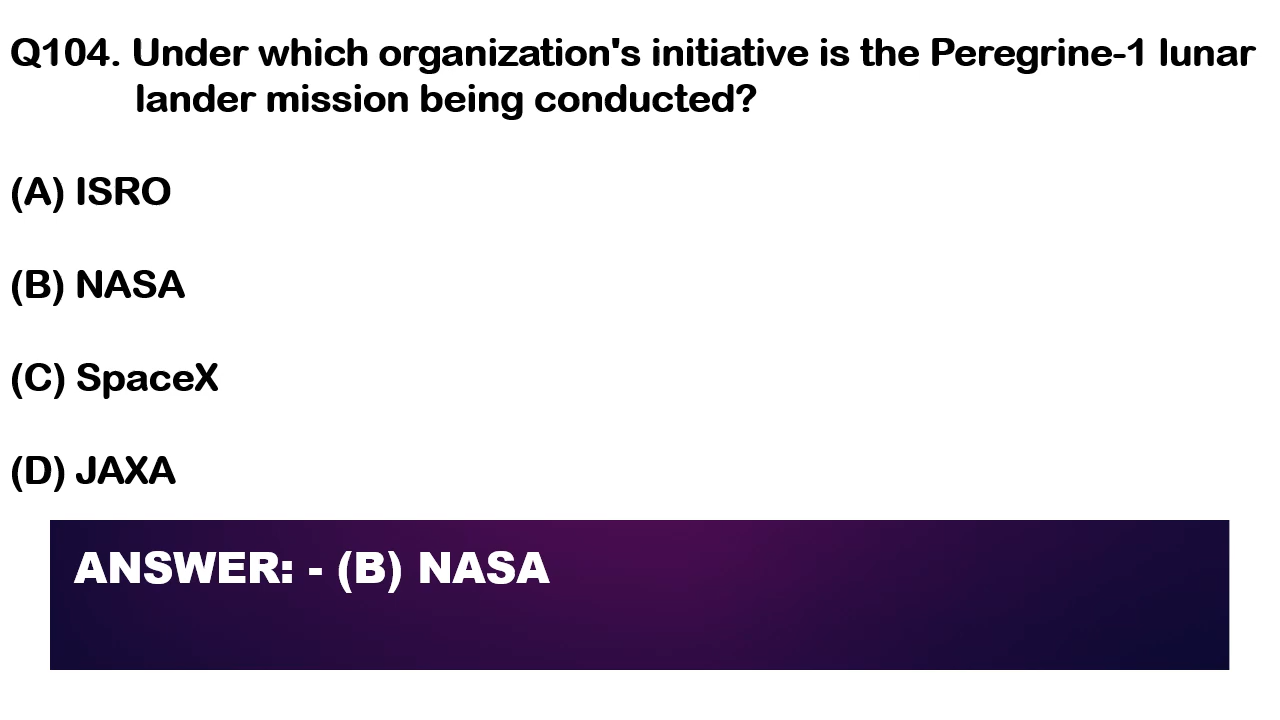 Q104. Under which organization's initiative is the Peregrine-1 lunar
lander mission being conducted?
(A) ISRO
(B) NASA
(C) SpaceX
(D) JAXA
ANSWER: - (B) NASA